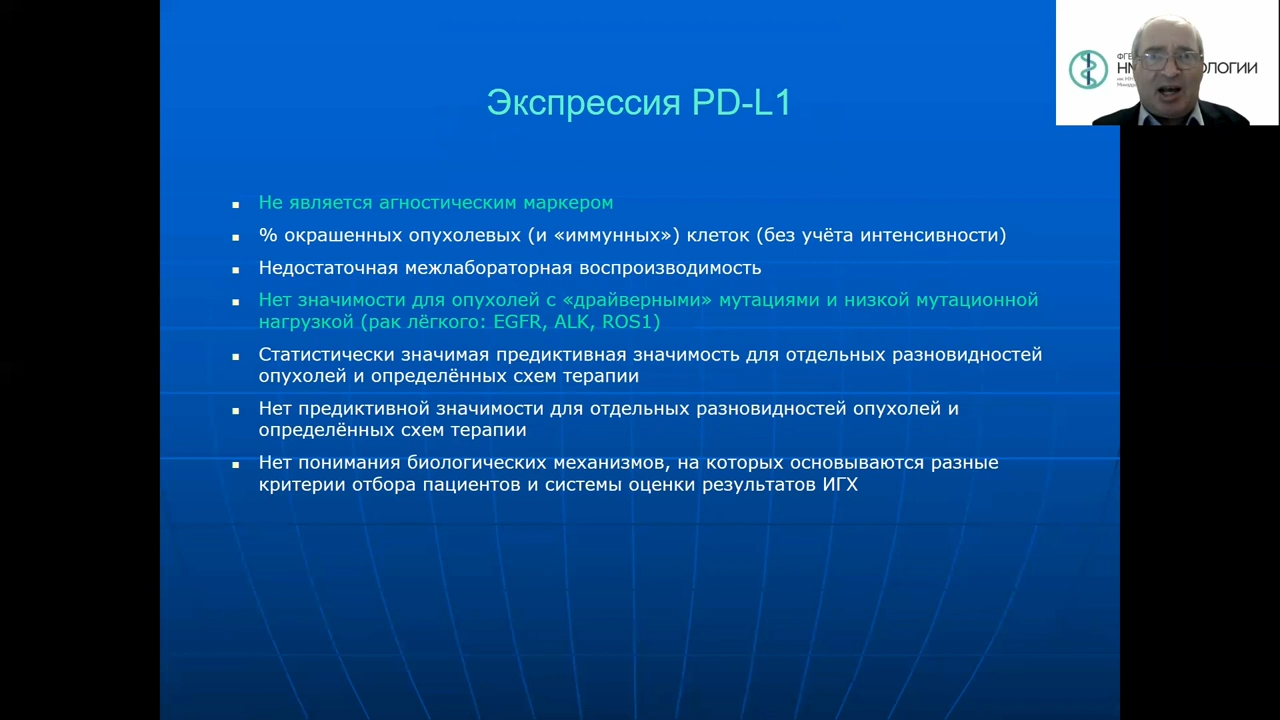 Экспрессия PD-L1
ФГБ
НМ ОЛОГИИ
Не является агностическим маркером
% окрашенных опухолевых (и «иммунных») клеток (без учёта интенсивности)
Недостаточная межлабораторная воспроизводимость
Нет значимости для опухолей с «драйверными» мутациями и низкой мутационной
нагрузкой (рак лёгкого: EGFR, ALK, ROS1)
Статистически значимая предиктивная значимость для отдельных разновидностей
опухолей и определённых схем терапии
Нет предиктивной значимости для отдельных разновидностей опухолей и
определённых схем терапии
Нет понимания биологических механизмов, на которых основываются разные
критерии отбора пациентов и системы оценки результатов ИГХ